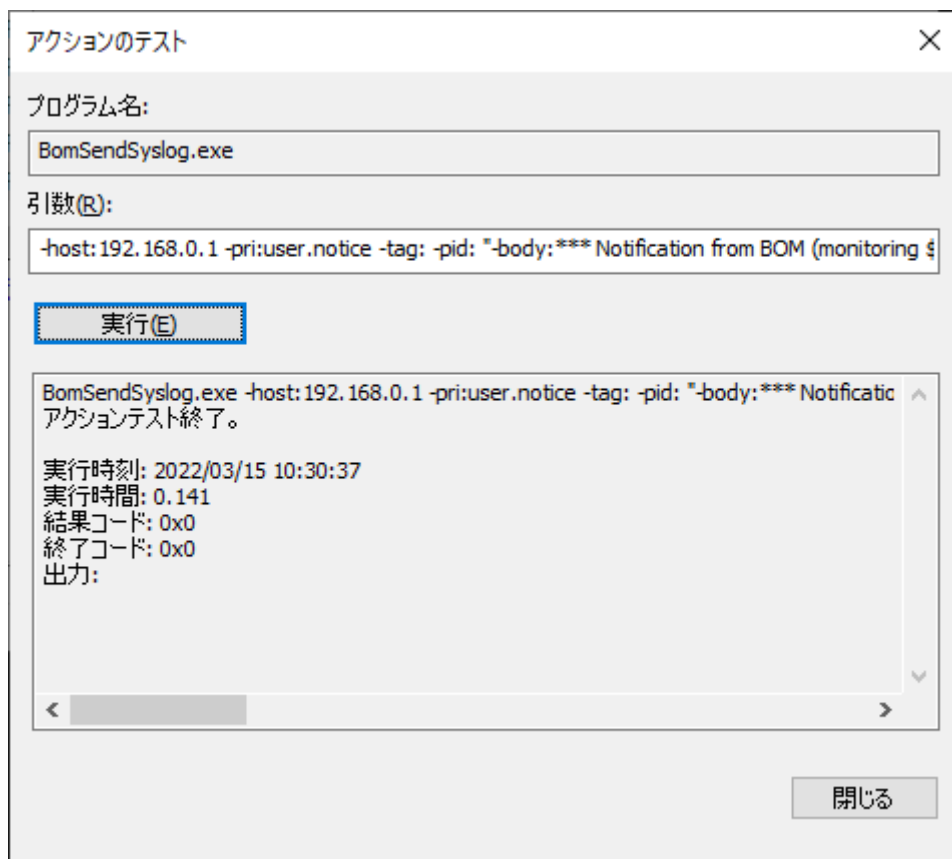 アクションのテスト
プログラム名:
BomSendSyslog.exe
引数(R):
-host:192.168.0.1 -pri:user.notice -tag: -pid: "-body:*** Notification from BOM (monitoring $
実行(E)
BomSendSyslog.exe -host:192.168.0.1 -pri:user.notice -tag: -pid: "-body:*** Notificatic
アクションテスト終了。
実行時刻: 2022/03/15 10:30:37
実行時間: 0.141
結果コード: 0x0
終了コード: 0x0
出力:
閉じる